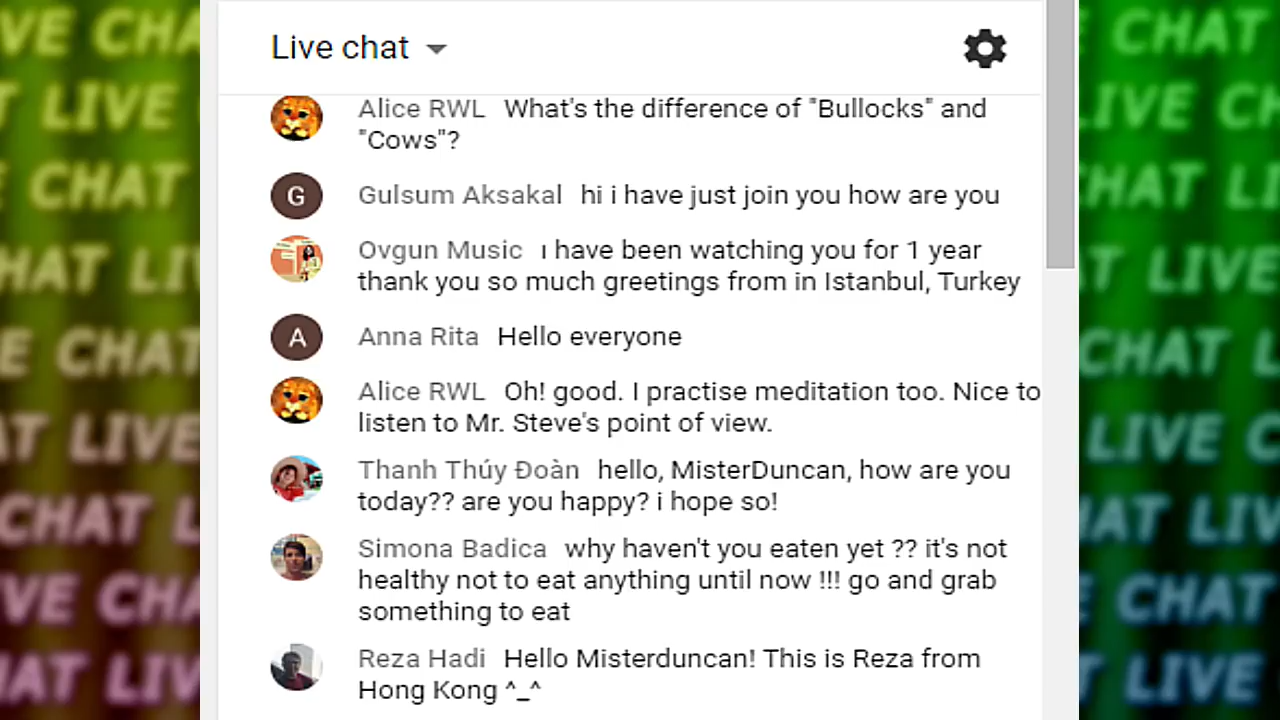 Live chat
Alice RWL What's the difference of "Bullocks" and
"Cows"?
G Gulsum Aksakal hi i have just join you how are you
Ovgun Music ı have been watching you for 1 year
thank you so much greetings from in Istanbul, Turkey
A Anna Rita Hello everyone
Alice RWL Oh! good. I practise meditation too. Nice to
listen to Mr. Steve's point of view.
Thanh Thúy Đoàn hello, MisterDuncan, how are you
today?? are you happy? i hope so!
Simona Badica why haven't you eaten yet ?? it's not
healthy not to eat anything until now !!! go and grab
something to eat
Reza Hadi Hello Misterduncan! This is Reza from
Hong Kong ^_^